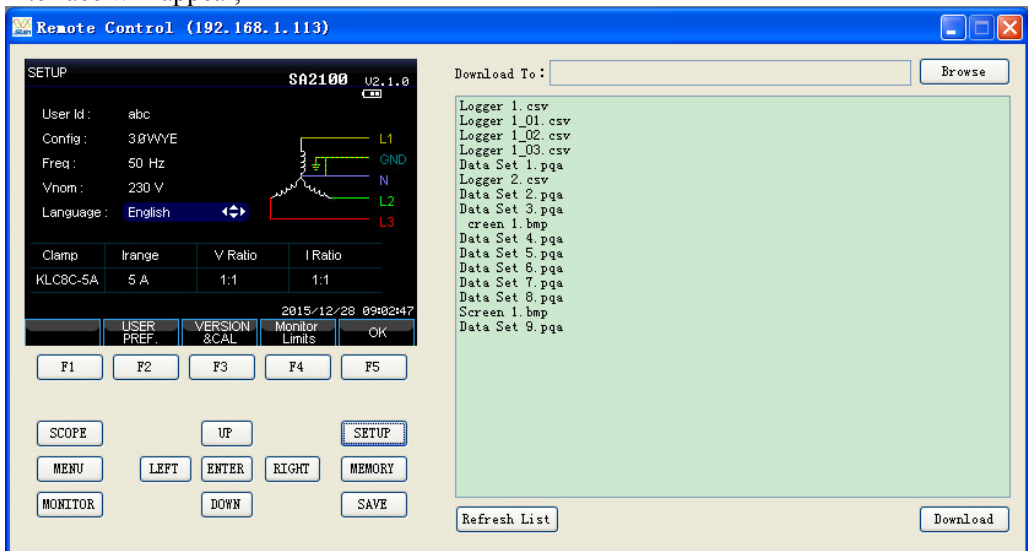 Remote Control (192.168.1.113)
SETUP
SA2100 V2.1.0
User Id : abc
Config : 3ØWYE
Freq : 50 Hz
Vnom : 230 V
Language : English
L1
GND
N
L2
L3
Clamp Irange V Ratio I Ratio
KLC8C-5A 5 A 1:1 1:1
2015/12/28 09:02:47
USER PREF. VERSION &CAL Monitor Limits OK
F1 F2 F3 F4 F5
SCOPE UP SETUP
MENU LEFT ENTER RIGHT MEMORY
MONITOR DOWN SAVE
Download To: Browse
Logger 1.csv
Logger 1_01.csv
Logger 1_02.csv
Logger 1_03.csv
Data Set 1.pqa
Logger 2.csv
Data Set 2.pqa
Data Set 3.pqa
creen 1.bmp
Data Set 4.pqa
Data Set 5.pqa
Data Set 6.pqa
Data Set 7.pqa
Data Set 8.pqa
Screen 1.bmp
Data Set 9.pqa
Refresh List Download